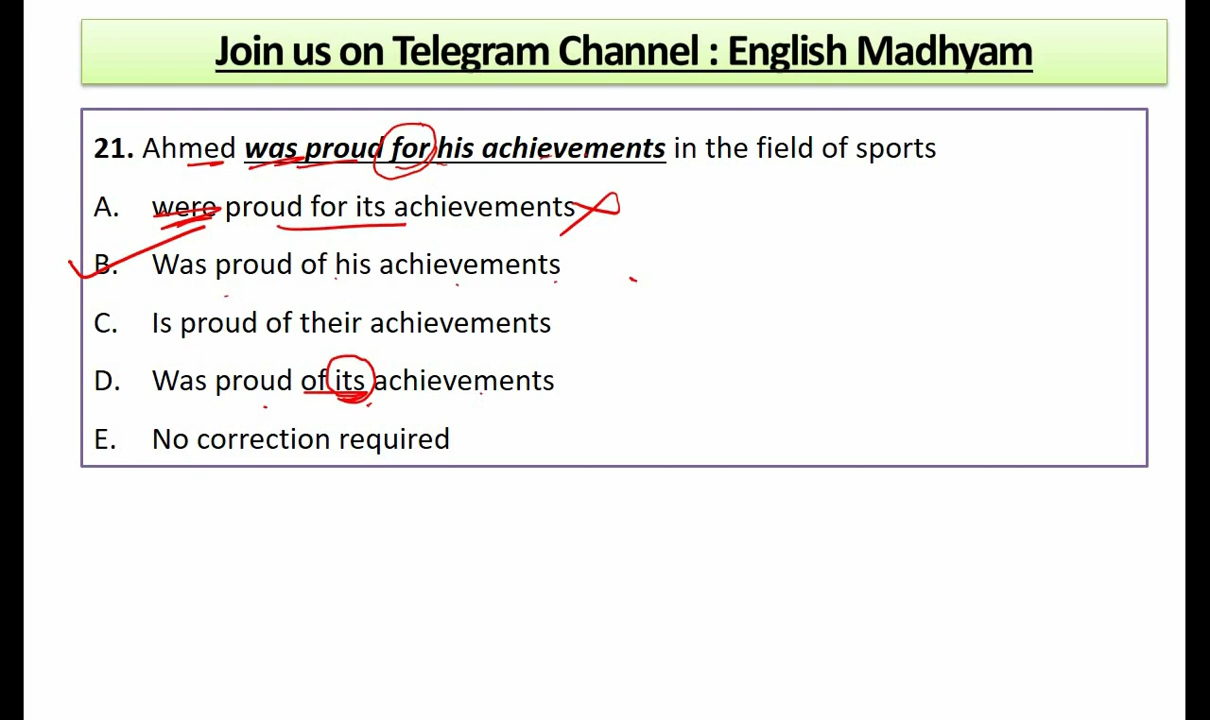 Join us on Telegram Channel : English Madhyam
21. Ahmed was proud for his achievements in the field of sports
A. were proud for its achievements
B. Was proud of his achievements
C. Is proud of their achievements
D. Was proud of its achievements
E. No correction required